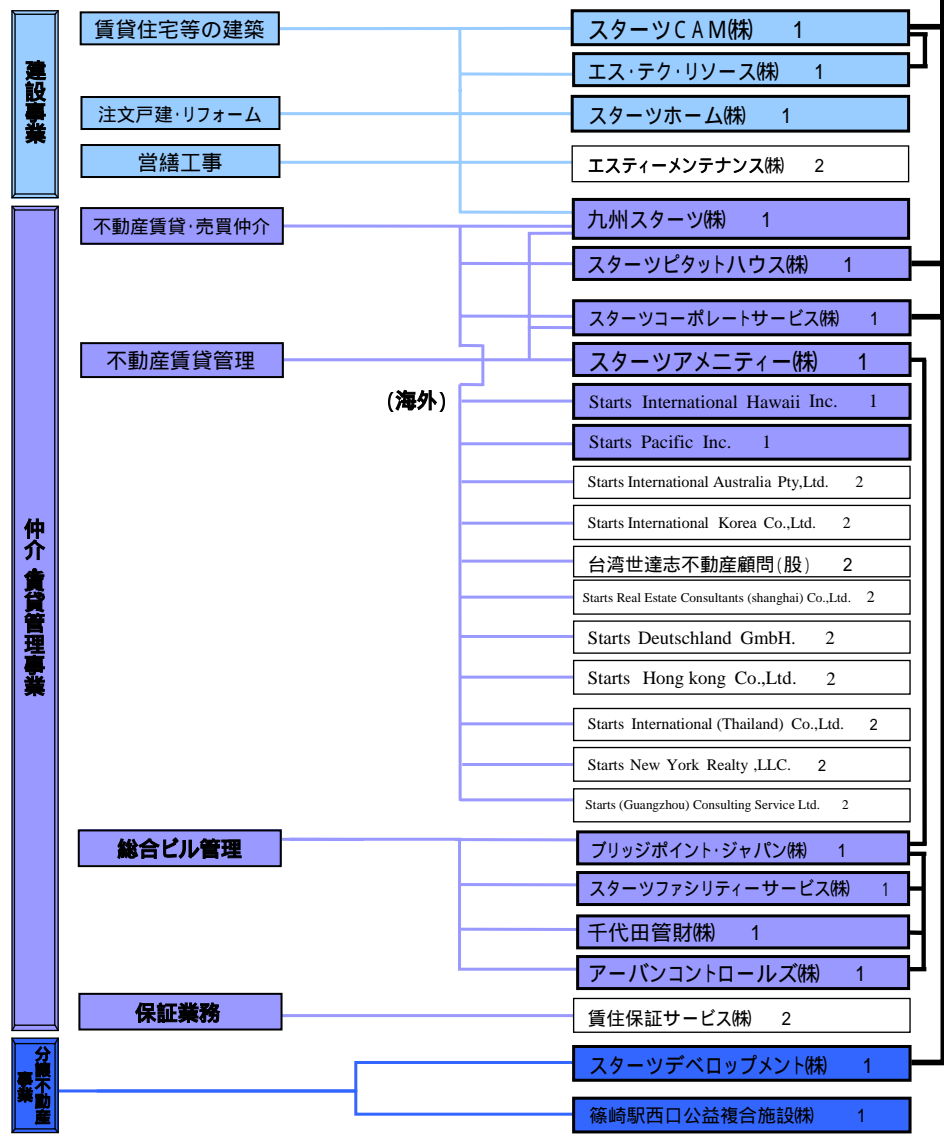 建設事業
賃貸住宅等の建築
スターツCAM㈱ 1
エス・テク・リソース㈱ 1
注文戸建・リフォーム
スターツホーム㈱ 1
営繕工事
エスティーメンテナンス㈱ 2
九州スターツ㈱ 1
仲介・賃貸管理事業
不動産賃貸・売買仲介
スターツピタットハウス㈱ 1
スターツコーポレートサービス㈱ 1
不動産賃貸管理
スターツアメニティー㈱ 1
(海外)
Starts International Hawaii Inc. 1
Starts Pacific Inc. 1
Starts International Australia Pty,Ltd. 2
Starts International Korea Co.,Ltd. 2
台湾世達志不動産顧問(股) 2
Starts Real Estate Consultants (shanghai) Co.,Ltd. 2
Starts Deutschland GmbH. 2
Starts Hong kong Co.,Ltd. 2
Starts International (Thailand) Co.,Ltd. 2
Starts New York Realty ,LLC. 2
Starts (Guangzhou) Consulting Service Ltd. 2
総合ビル管理
ブリッジポイント・ジャパン㈱ 1
スターツファシリティーサービス㈱ 1
千代田管財㈱ 1
アーバンコントロールズ㈱ 1
保証業務
賃住保証サービス㈱ 2
分譲不動産
事業
スターツデベロップメント㈱ 1
篠崎駅西口公益複合施設㈱ 1